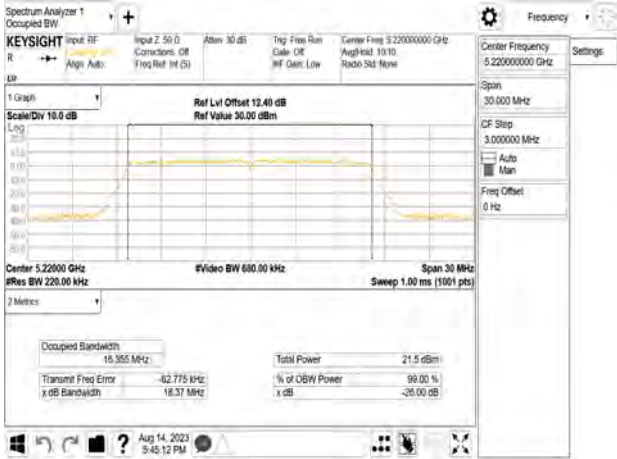 Spectrum Analyzer 1
Occupied BW
Frequency
KEYSIGHT Input: RF
R
Align: Auto
Input Z: 50 Ω
Corrections: Off
Freq Ref: Int (S)
Atten: 30 dB
Trig: Free Run
Gate: Off
#IF Gain: Low
Center Freq: 5.220000000 GHz
Avg|Hold: 10/10
Radio Std: None
Center Frequency
5.220000000 GHz
Settings
Span
30.000 MHz
CF Step
3.000000 MHz
Auto
Man
Freq Offset
0 Hz
1 Graph
Scale/Div 10.0 dB
Log
Ref Lvl Offset 12.40 dB
Ref Value 30.00 dBm
Center 5.22000 GHz
#Res BW 220.00 kHz
#Video BW 680.00 kHz
Span 30 MHz
Sweep 1.00 ms (1001 pts)
2 Metrics
Occupied Bandwidth
16.355 MHz
Total Power 21.5 dBm
Transmit Freq Error -62.775 kHz
% of OBW Power 99.00 %
x dB Bandwidth 18.37 MHz
x dB -26.00 dB
Aug 14, 2023
5:45:12 PM